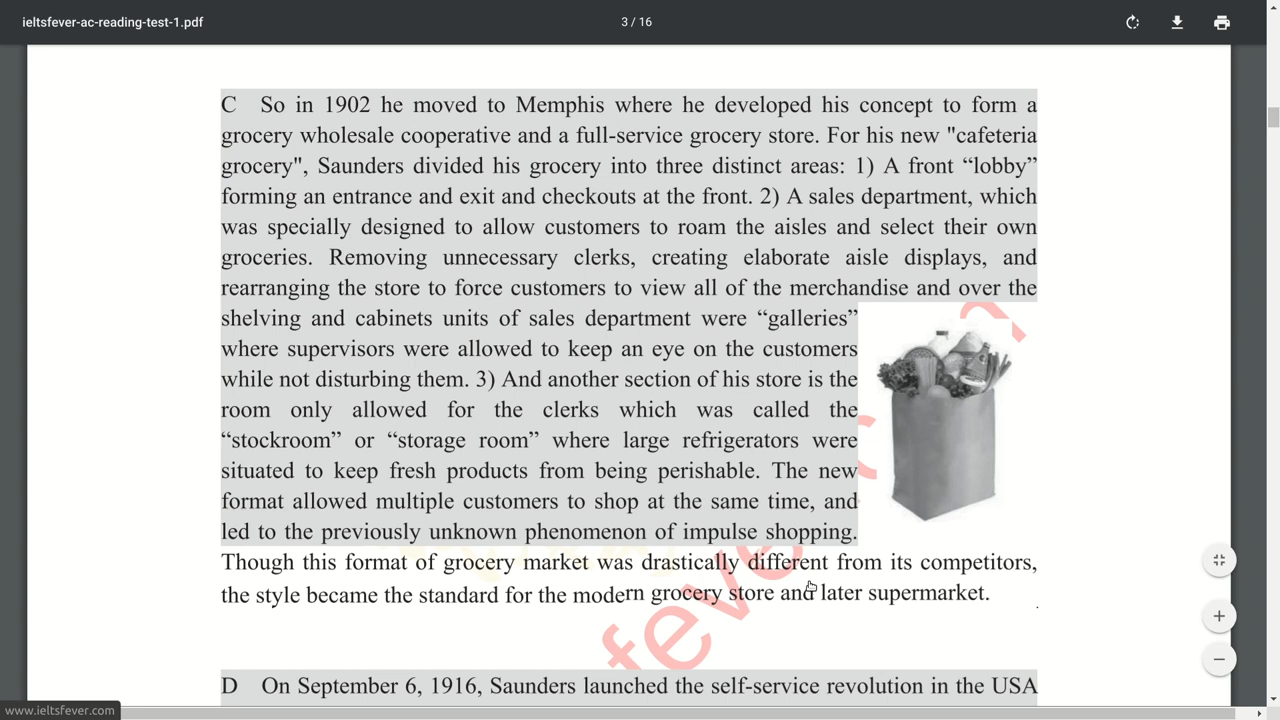 ieltsfever-ac-reading-test-1.pdf
3 / 16
C So in 1902 he moved to Memphis where he developed his concept to form a
grocery wholesale cooperative and a full-service grocery store. For his new "cafeteria
grocery", Saunders divided his grocery into three distinct areas: 1) A front “lobby”
forming an entrance and exit and checkouts at the front. 2) A sales department, which
was specially designed to allow customers to roam the aisles and select their own
groceries. Removing unnecessary clerks, creating elaborate aisle displays, and
rearranging the store to force customers to view all of the merchandise and over the
shelving and cabinets units of sales department were “galleries”
where supervisors were allowed to keep an eye on the customers
while not disturbing them. 3) And another section of his store is the
room only allowed for the clerks which was called the
“stockroom” or “storage room” where large refrigerators were
situated to keep fresh products from being perishable. The new
format allowed multiple customers to shop at the same time, and
led to the previously unknown phenomenon of impulse shopping.
Though this format of grocery market was drastically different from its competitors,
the style became the standard for the modern grocery store and later supermarket.
D On September 6, 1916, Saunders launched the self-service revolution in the USA
www.ieltsfever.com